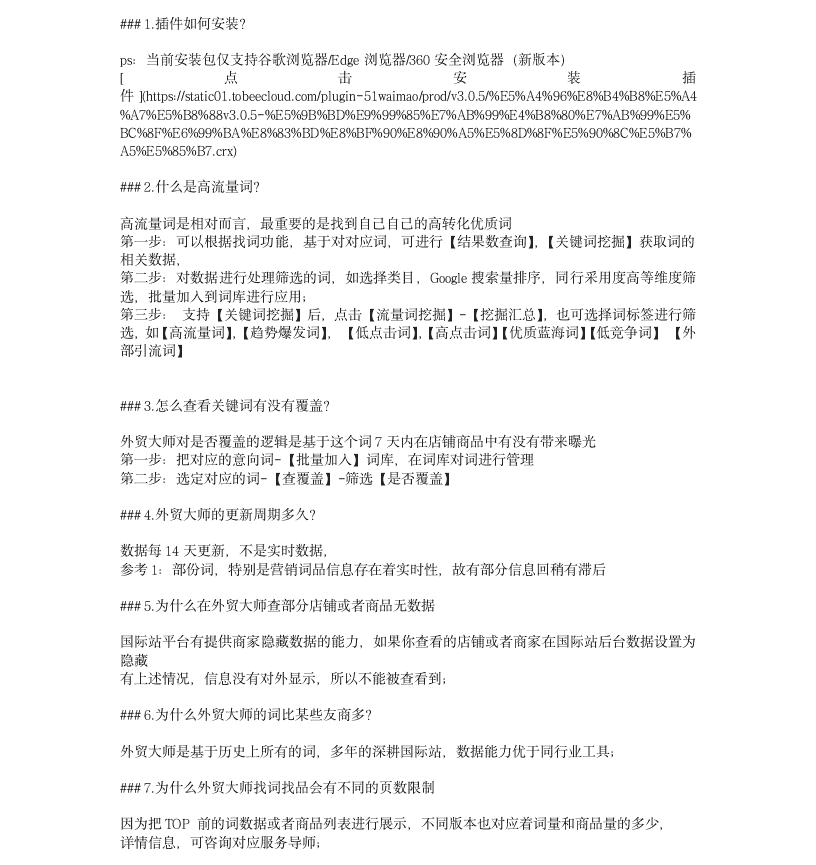 ### 1.插件如何安装?
ps: 当前安装包仅支持谷歌浏览器/Edge 浏览器/360 安全浏览器（新版本）
[点击安装插
件](https://static01.tobeecloud.com/plugin-51waimao/prod/v3.0.5/%E5%A4%96%E8%B4%B8%E5%A4
%A7%E5%B8%88v3.0.5-%E5%9B%BD%E9%99%85%E7%AB%99%E4%B8%80%E7%AB%99%E5%
BC%8F%E6%99%BA%E8%83%BD%E8%BF%90%E8%90%A5%E5%8D%8F%E5%90%8C%E5%B7%
A5%E5%85%B7.crx)
### 2.什么是高流量词?
高流量词是相对而言，最重要的是找到自己自己的高转化优质词
第一步: 可以根据找词功能，基于对对应词，可进行【结果数查询】,【关键词挖掘】获取词的
相关数据，
第二步: 对数据进行处理筛选的词，如选择类目，Google 搜索量排序，同行采用度高等维度筛
选，批量加入到词库进行应用;
第三步: 支持【关键词挖掘】后，点击【流量词挖掘】-【挖掘汇总】，也可选择词标签进行筛
选，如【高流量词】,【趋势爆发词】, 【低点击词】,【高点击词】【优质蓝海词】【低竞争词】 【外
部引流词】
### 3.怎么查看关键词有没有覆盖?
外贸大师对是否覆盖的逻辑是基于这个词 7 天内在店铺商品中有没有带来曝光
第一步: 把对应的意向词-【批量加入】词库，在词库对词进行管理
第二步: 选定对应的词-【查覆盖】-筛选【是否覆盖】
### 4.外贸大师的更新周期多久?
数据每 14 天更新，不是实时数据，
参考 1: 部份词，特别是营销词品信息存在着实时性，故有部分信息回稍有滞后
### 5.为什么在外贸大师查部分店铺或者商品无数据
国际站平台有提供商家隐藏数据的能力，如果你查看的店铺或者商家在国际站后台数据设置为
隐藏
有上述情况，信息没有对外显示，所以不能被查看到;
### 6.为什么外贸大师的词比某些友商多?
外贸大师是基于历史上所有的词，多年的深耕国际站，数据能力优于同行业工具;
### 7.为什么外贸大师找词找品会有不同的页数限制
因为把 TOP 前的词数据或者商品列表进行展示，不同版本也对应着词量和商品量的多少，
详情信息，可咨询对应服务导师;